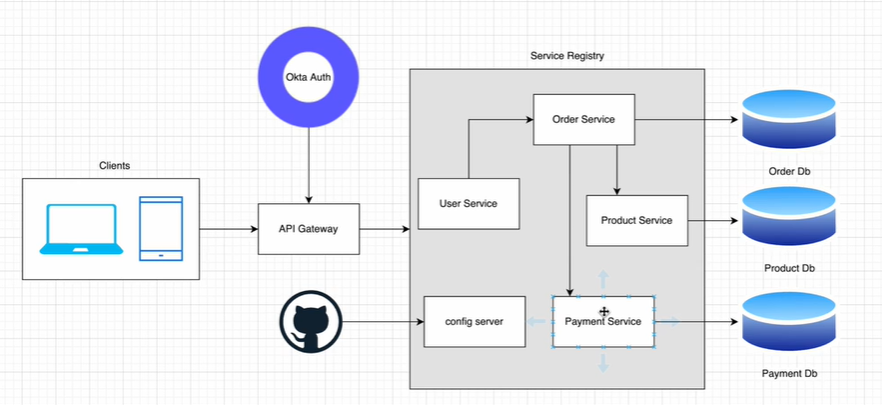 Okta Auth
Service Registry
Order Service
Clients
Order Db
User Service
API Gateway
Product Service
Product Db
config server
Payment Service
Payment Db